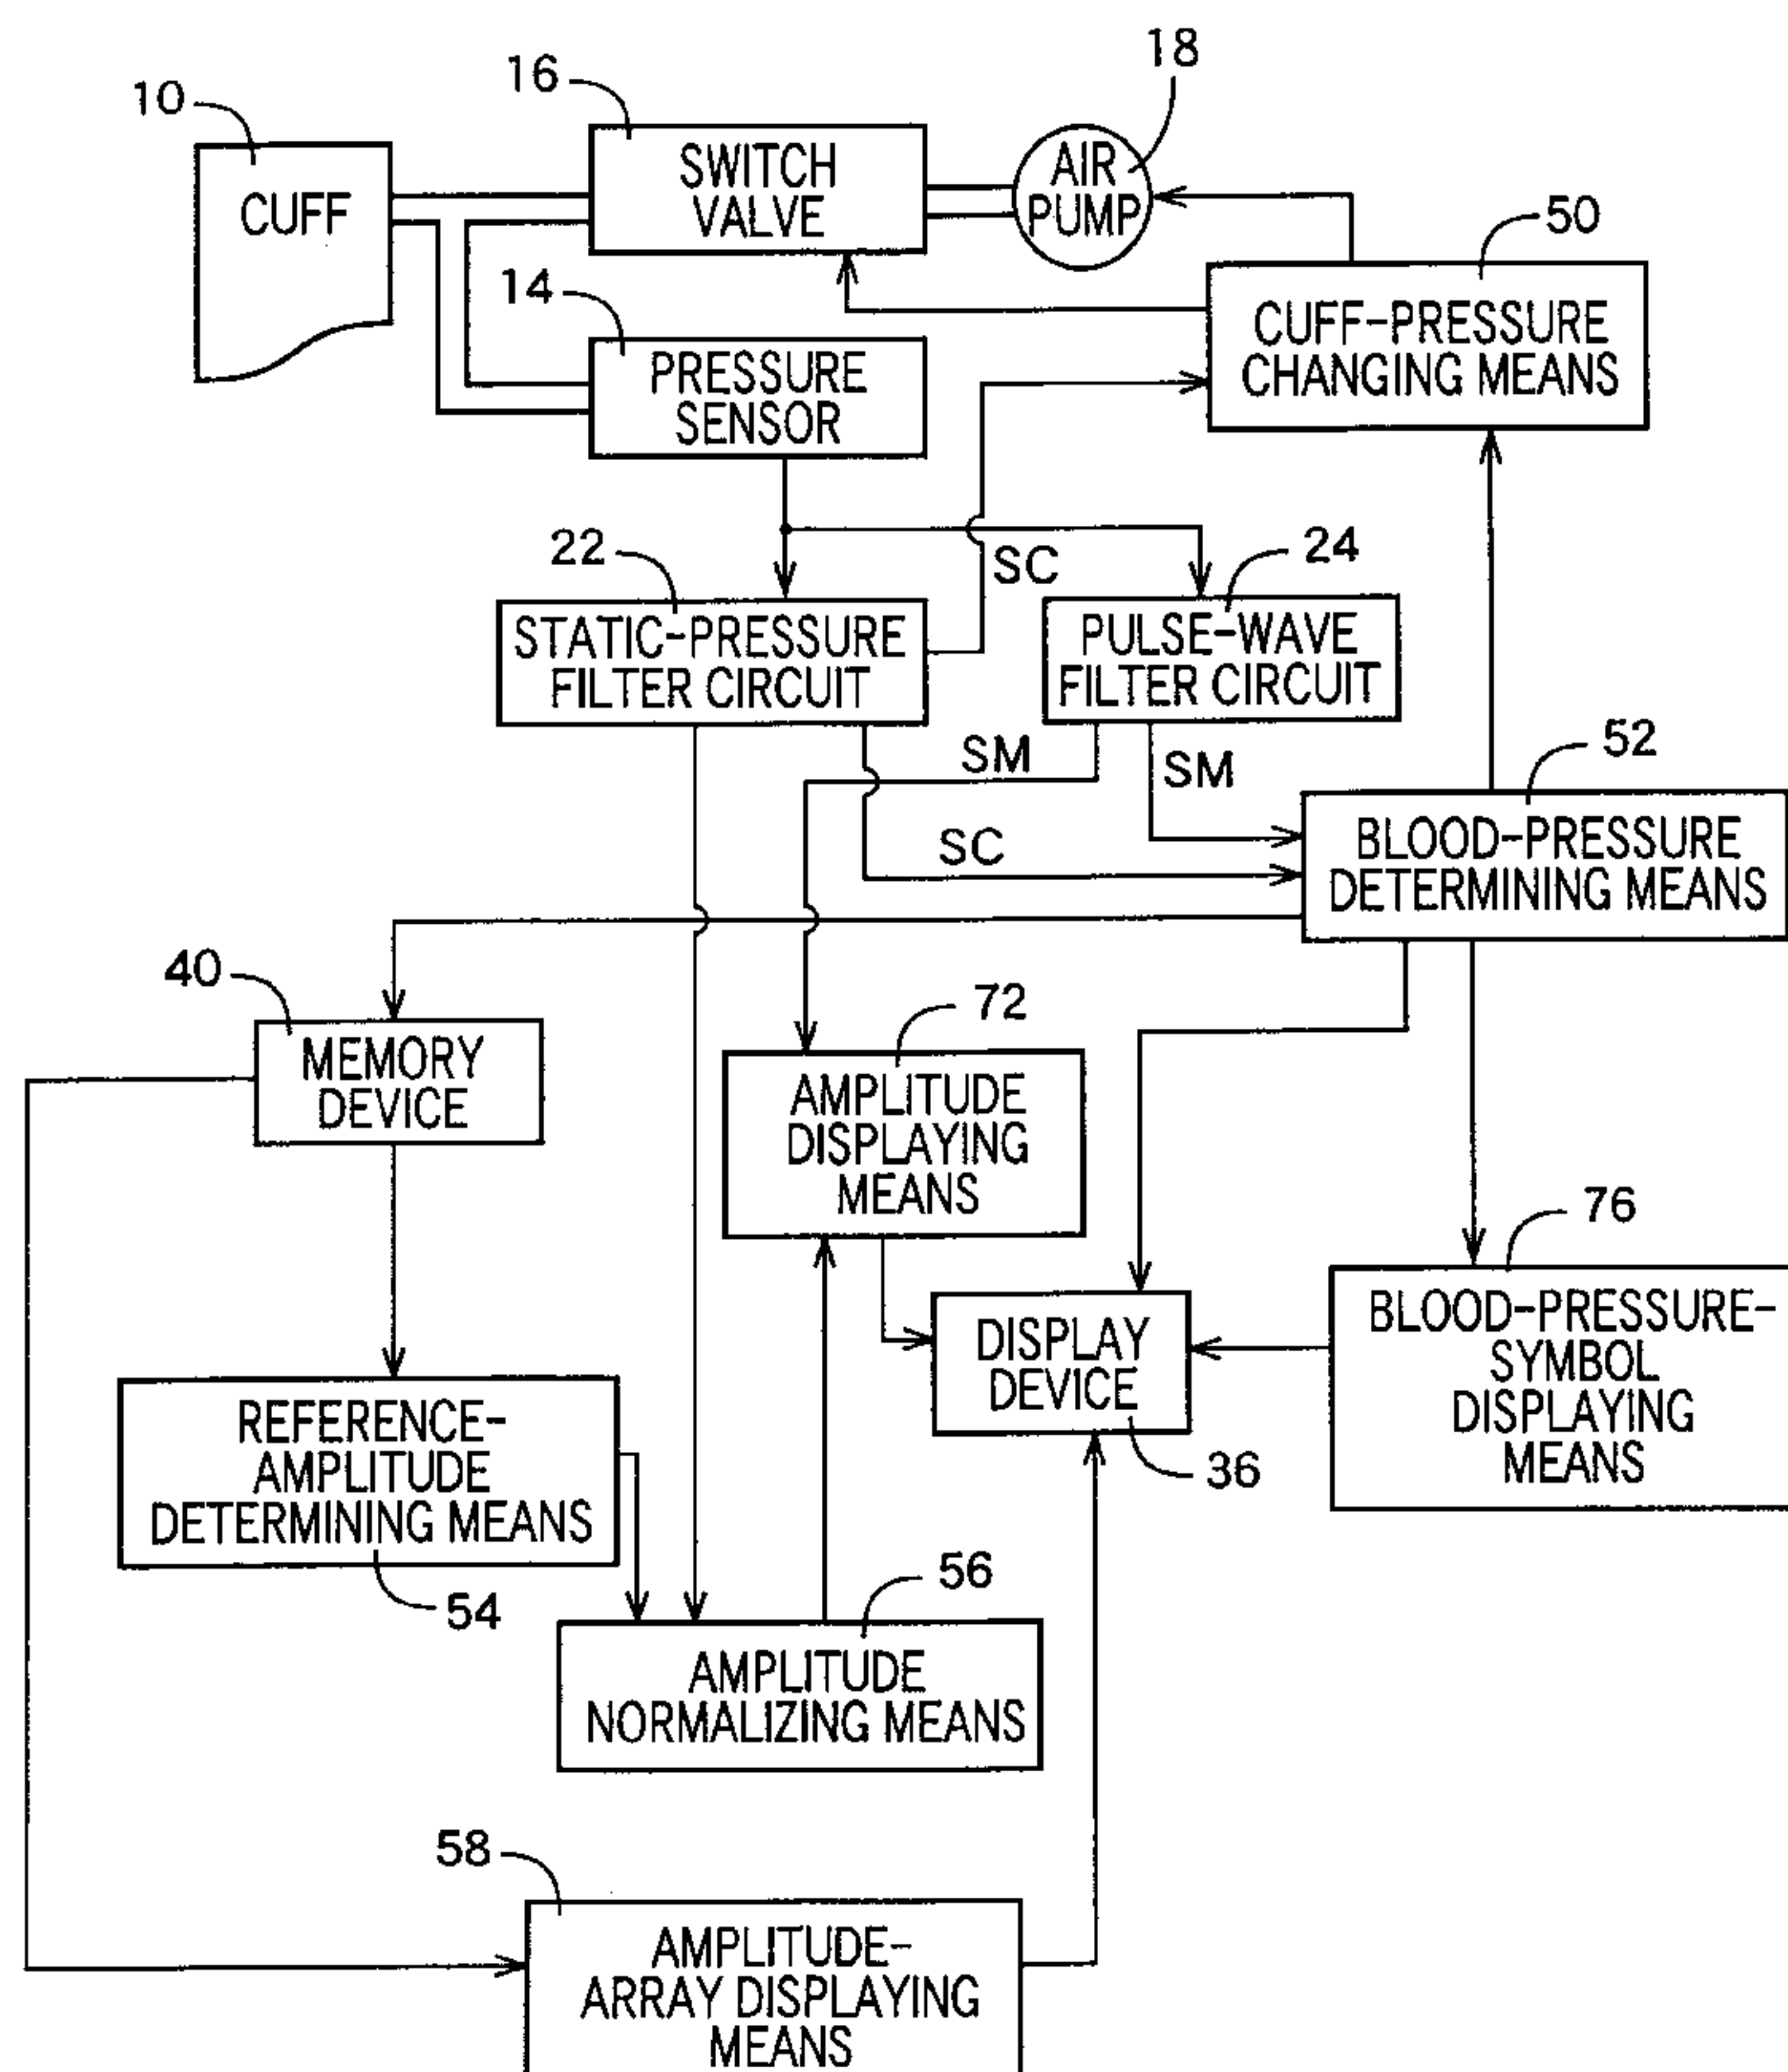 18
16
10
SWITCH
VALVE
AIR
PUMP
CUFF
50
14
CUFF-PRESSURE
CHANGING MEANS
PRESSURE
SENSOR
22
SC
24
STATIC-PRESSURE
FILTER CIRCUIT
PULSE-WAVE
FILTER CIRCUIT
52
SM
SM
SC
BLOOD-PRESSURE
DETERMINING MEANS
40
72
MEMORY
DEVICE
AMPLITUDE
DISPLAYING
MEANS
76
DISPLAY
DEVICE
BLOOD-PRESSURE-
SYMBOL
DISPLAYING
MEANS
REFERENCE-
AMPLITUDE
DETERMINING MEANS
36
54
56
AMPLITUDE
NORMALIZING MEANS
58
AMPLITUDE-
ARRAY DISPLAYING
MEANS